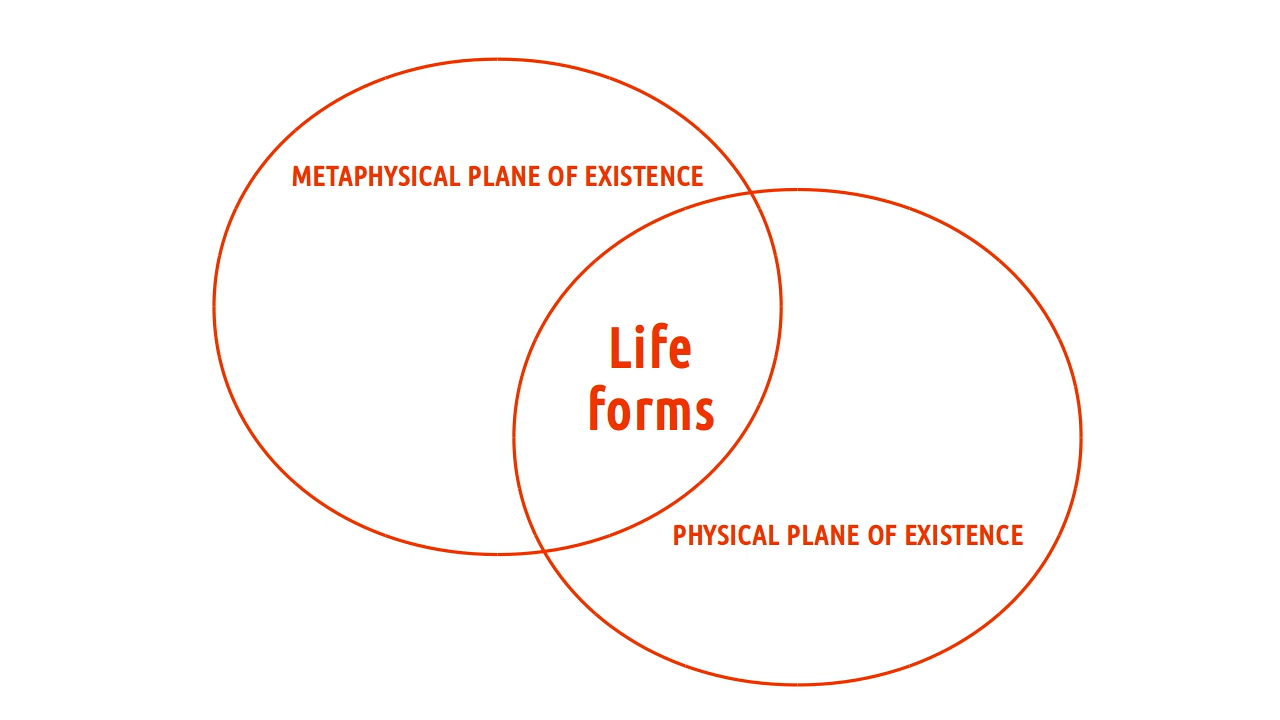 METAPHYSICAL PLANE OF EXISTENCE
Life
forms
PHYSICAL PLANE OF EXISTENCE